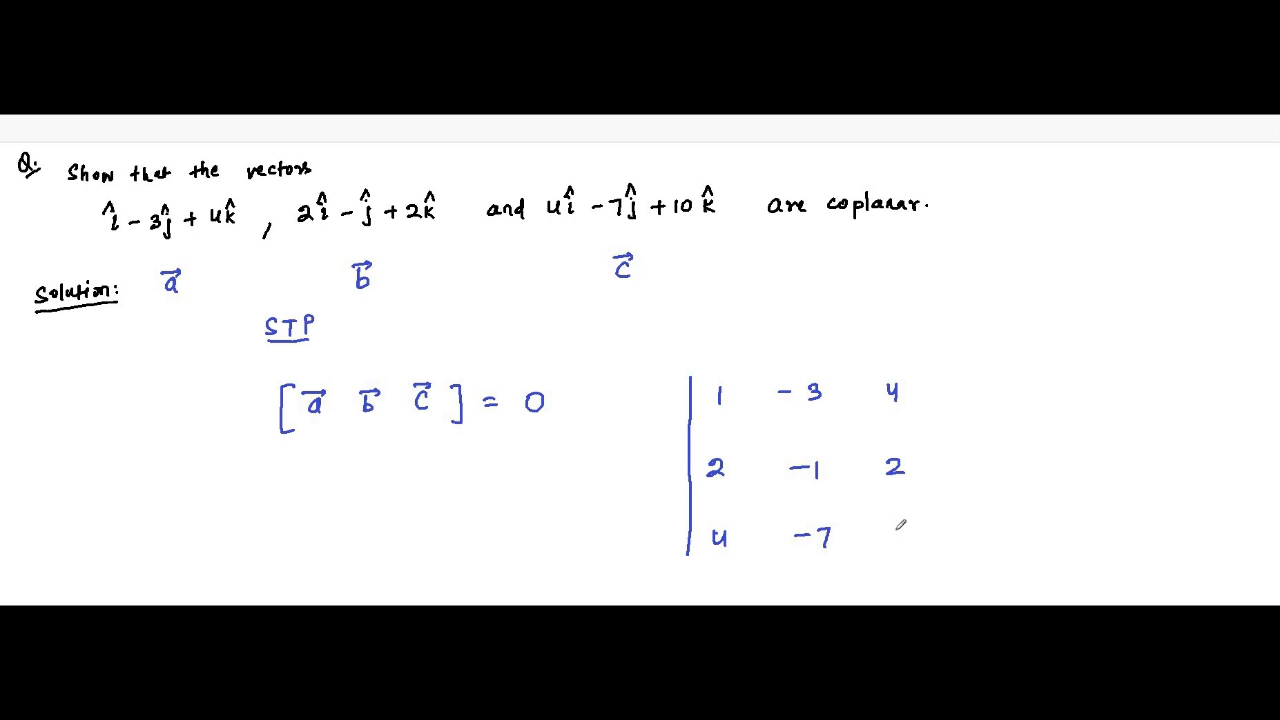 Q. Show that the vectors
î - 3ĵ + 4k̂ , 2î - ĵ + 2k̂ and 4î - 7ĵ + 10k̂ are coplanar.
Solution: a⃗ b⃗ c⃗
STP
[a⃗ b⃗ c⃗] = 0
| 1 -3 4
2 -1 2
4 -7